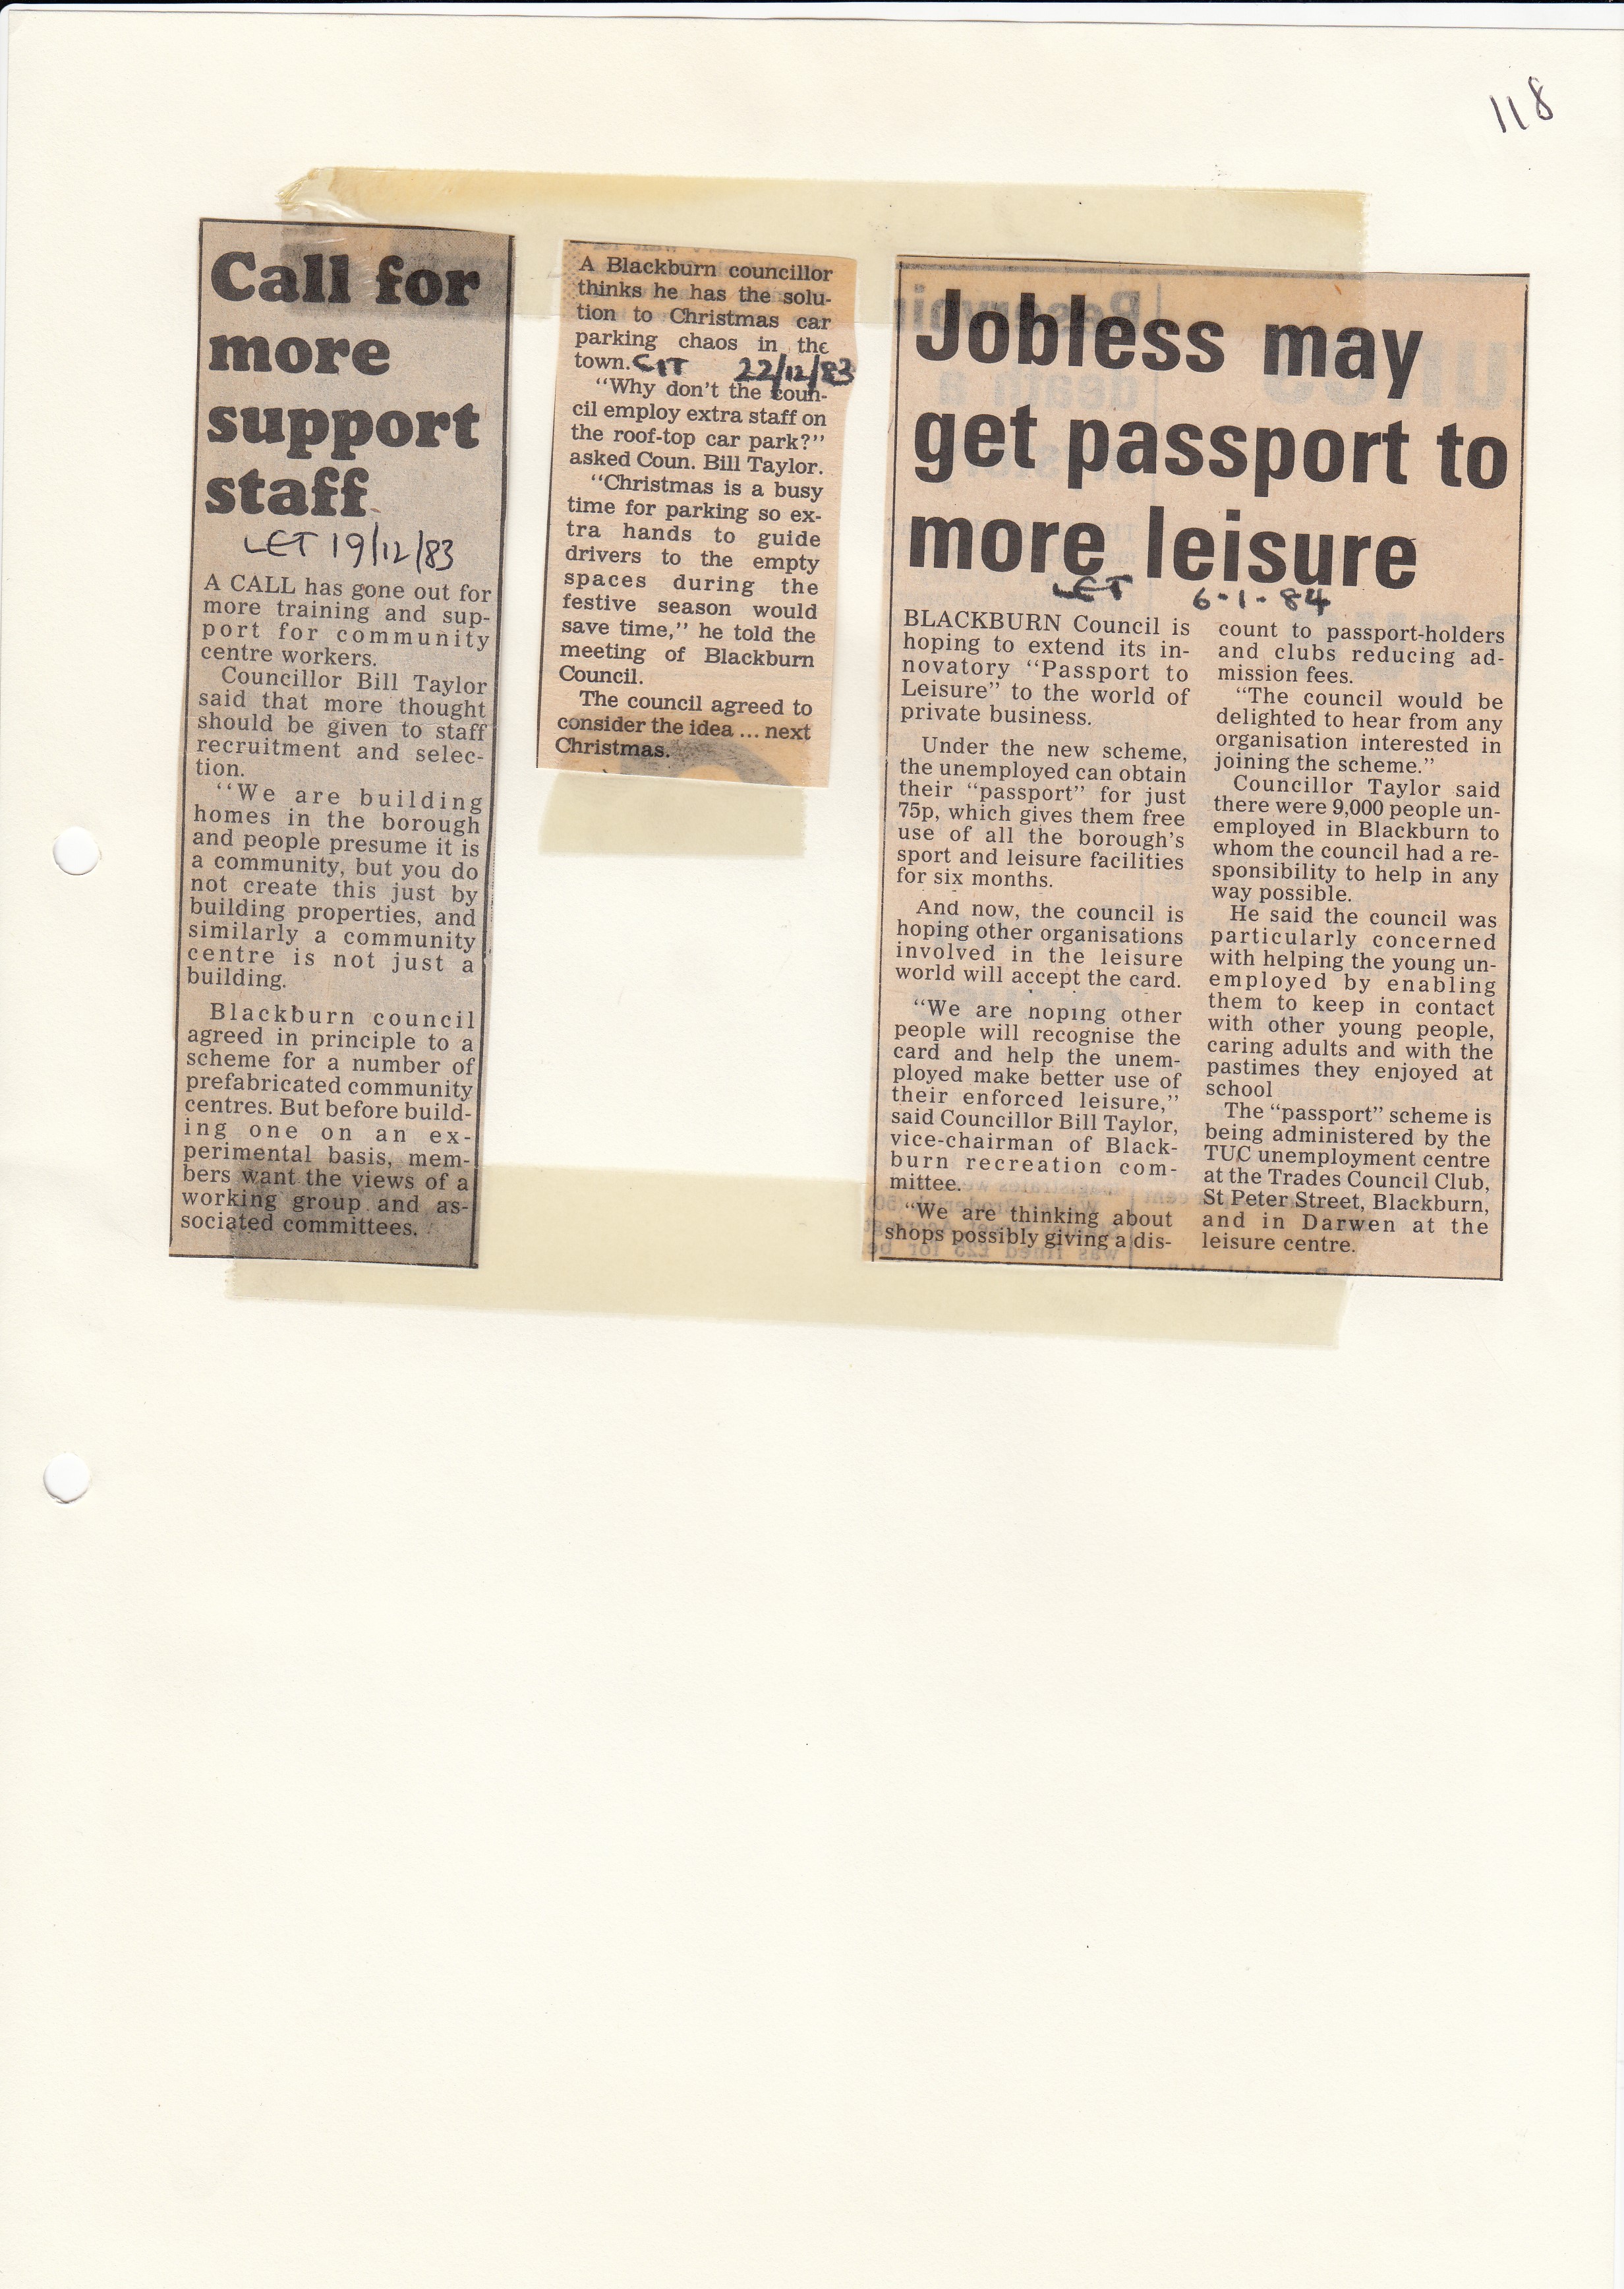 118
Call for
more
support
staff
LET 19/12/83
A CALL has gone out for
more training and sup-
port for community
centre workers.
Councillor Bill Taylor
said that more thought
should be given to staff
recruitment and selec-
tion.
“We are building
homes in the borough
and people presume it is
a community, but you do
not create this just by
building properties, and
similarly a community
centre is not just a
building.
Blackburn council
agreed in principle to a
scheme for a number of
prefabricated community
centres. But before build-
ing one on an ex-
perimental basis, mem-
bers want the views of a
working group and as-
sociated committees.
A Blackburn councillor
thinks he has the solu-
tion to Christmas car
parking chaos in the
town. CIT 22/12/83
“Why don't the coun-
cil employ extra staff on
the roof-top car park?”
asked Coun. Bill Taylor.
“Christmas is a busy
time for parking so ex-
tra hands to guide
drivers to the empty
spaces during the
festive season would
save time,” he told the
meeting of Blackburn
Council.
The council agreed to
consider the idea ... next
Christmas.
Jobless may
get passport to
more leisure
LET 6.1.84
BLACKBURN Council is
hoping to extend its in-
novatory “Passport to
Leisure” to the world of
private business.
Under the new scheme,
the unemployed can obtain
their “passport” for just
75p, which gives them free
use of all the borough's
sport and leisure facilities
for six months.
And now, the council is
hoping other organisations
involved in the leisure
world will accept the card.
“We are hoping other
people will recognise the
card and help the unem-
ployed make better use of
their enforced leisure,”
said Councillor Bill Taylor,
vice-chairman of Black-
burn recreation com-
mittee.
“We are thinking about
shops possibly giving a dis-
count to passport-holders
and clubs reducing ad-
mission fees.
“The council would be
delighted to hear from any
organisation interested in
joining the scheme.”
Councillor Taylor said
there were 9,000 people un-
employed in Blackburn to
whom the council had a re-
sponsibility to help in any
way possible.
He said the council was
particularly concerned
with helping the young un-
employed by enabling
them to keep in contact
with other young people,
caring adults and with the
pastimes they enjoyed at
school
The “passport” scheme is
being administered by the
TUC unemployment centre
at the Trades Council Club,
St Peter Street, Blackburn,
and in Darwen at the
leisure centre.